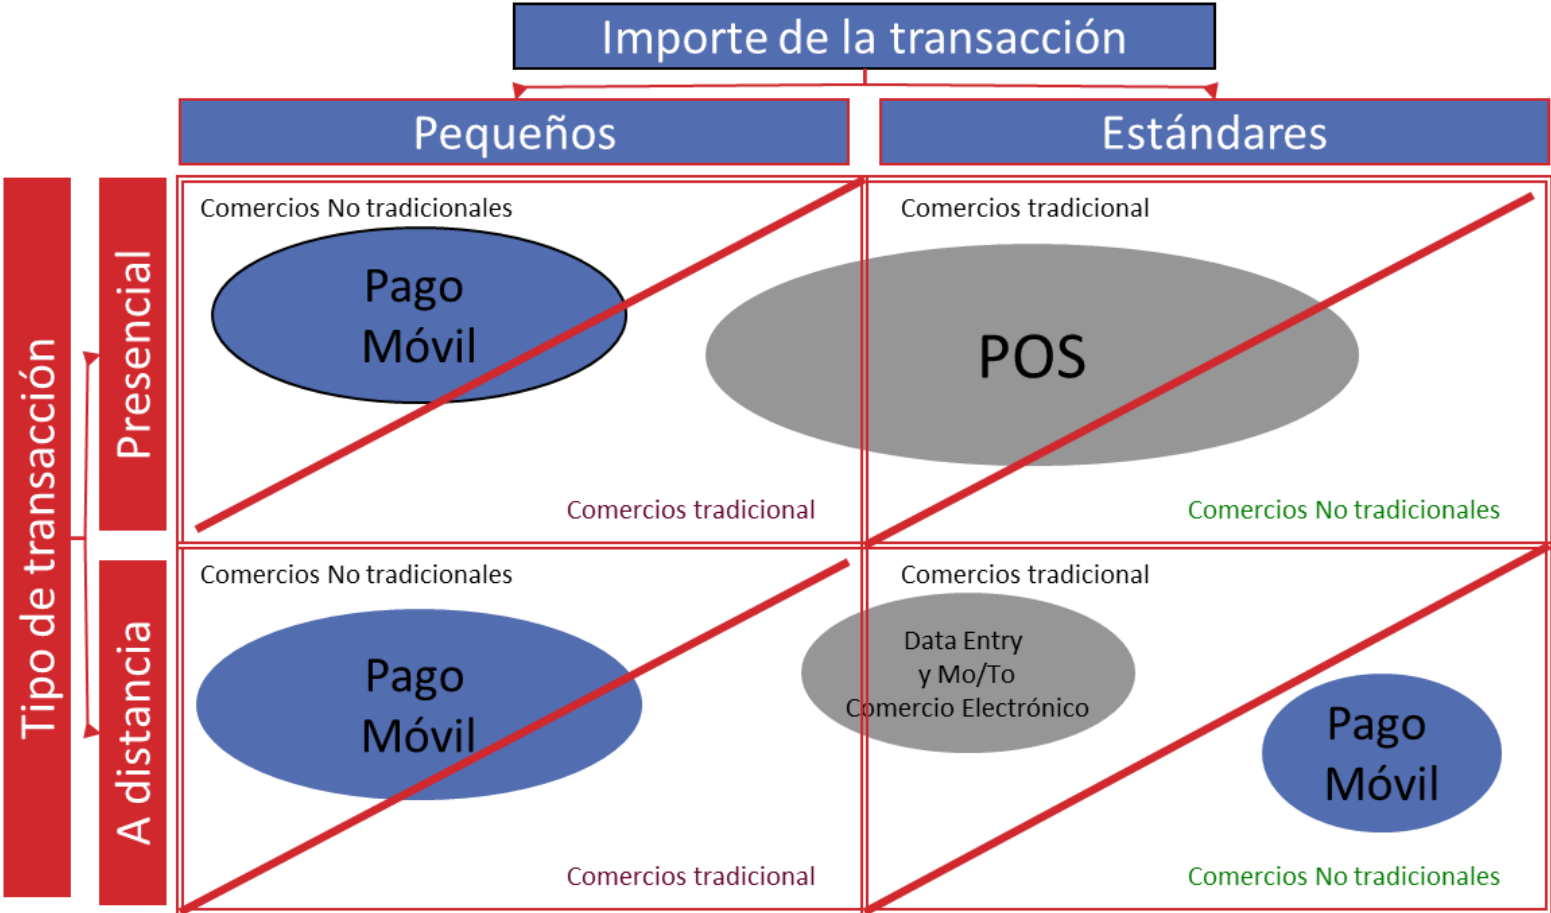 Importe de la transacción
Pequeños
Estándares
Tipo de transacción
Presencial
Comercios No tradicionales
Pago
Móvil
Comercios tradicional
Comercios tradicional
POS
Comercios No tradicionales
A distancia
Comercios No tradicionales
Pago
Móvil
Comercios tradicional
Comercios tradicional
Data Entry
y Mo/To
Comercio Electrónico
Pago
Móvil
Comercios No tradicionales